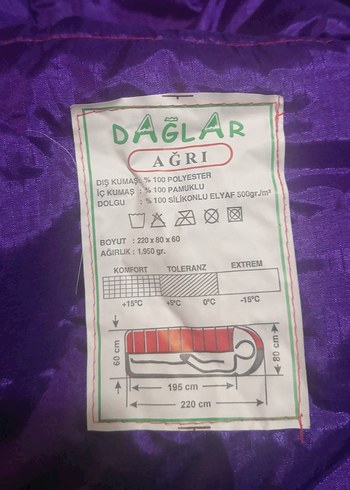 DAĞLAR
AĞRI
DIŞ KUMAŞ : % 100 POLYESTER
İÇ KUMAŞ : % 100 PAMUKLU
DOLGU : % 100 SİLİKONLU ELYAF 500gr./m²
BOYUT : 220 x 80 x 60
AĞIRLIK : 1.950 gr.
KOMFORT TOLERANZ EXTREM
+15°C +5°C 0°C -15°C
60 cm
80 cm
195 cm
220 cm